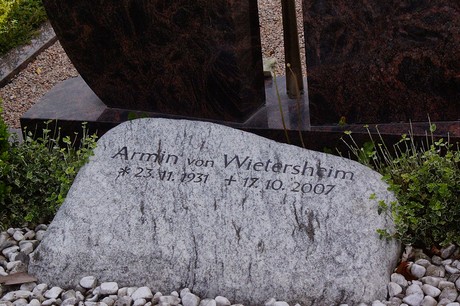 Armin von Wietersheim
* 23.11.1931 + 17.10.2007